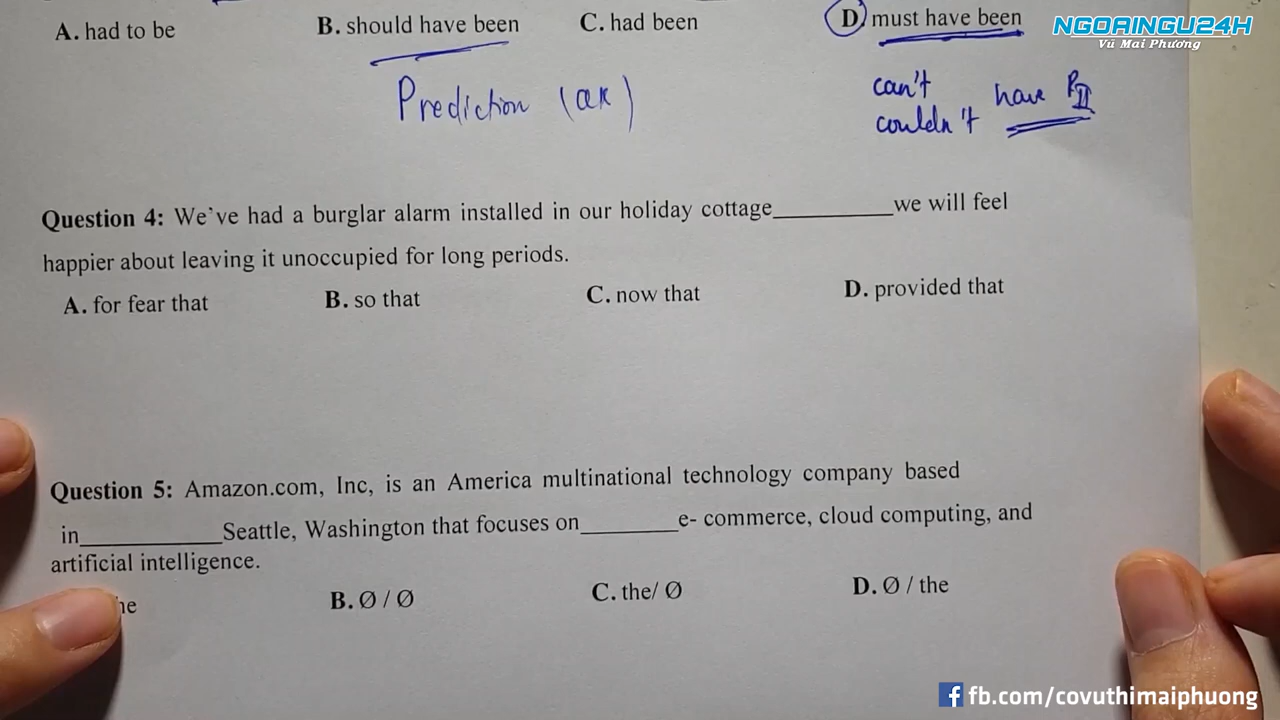 A. had to be B. should have been C. had been D. must have been
NGOAINGU24H
Vũ Mai Phương
Prediction (QK)
can't
couldn't have PII
Question 4: We've had a burglar alarm installed in our holiday cottage__________we will feel
happier about leaving it unoccupied for long periods.
A. for fear that B. so that C. now that D. provided that
Question 5: Amazon.com, Inc, is an America multinational technology company based
in____________Seattle, Washington that focuses on________e- commerce, cloud computing, and
artificial intelligence.
B. Ø / Ø C. the/ Ø D. Ø / the
fb.com/covuthimaiphuong